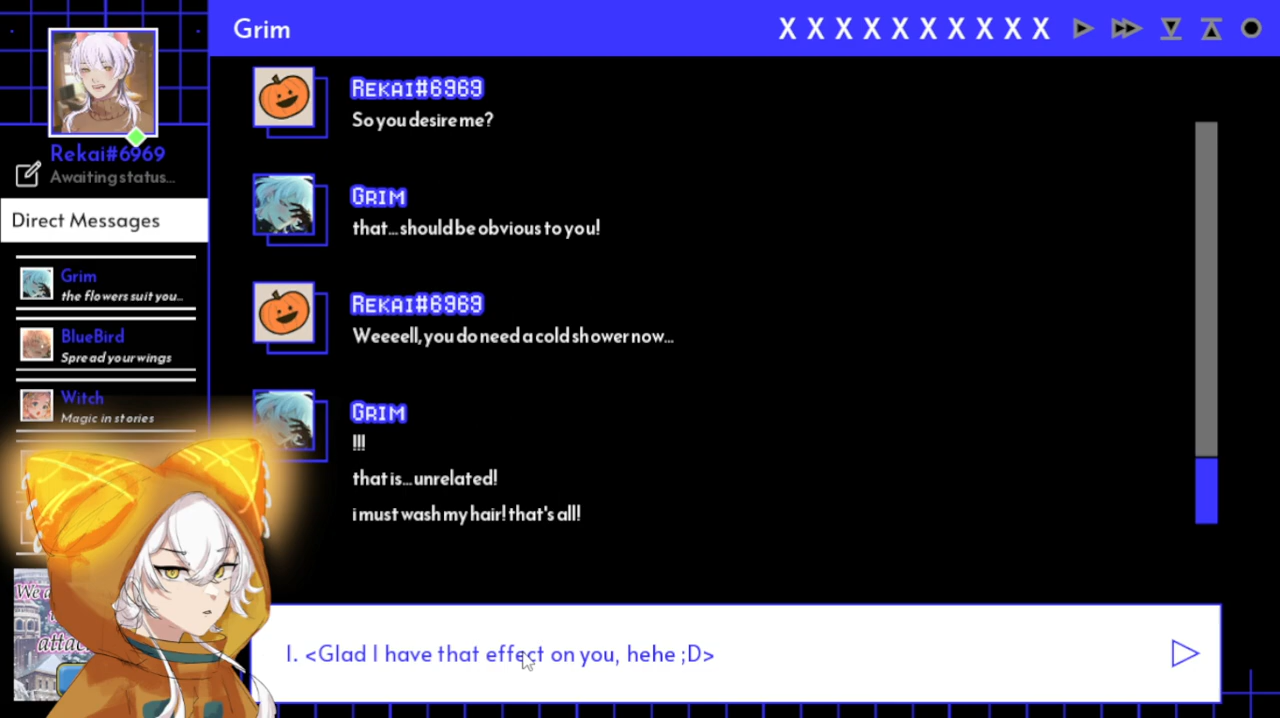 Grim
X X X X X X X X X X
Rekai#6969
Awaiting status...
Direct Messages
Grim
the flowers suit you...
BlueBird
Spread your wings
Witch
Magic in stories
REKAI#6969
So you desire me?
GRIM
that...should be obvious to you!
REKAI#6969
Weeeell, you do need a cold shower now...
GRIM
!!!
that is...unrelated!
i must wash my hair! that's all!
We
1. <Glad I have that effect on you, hehe ;D>